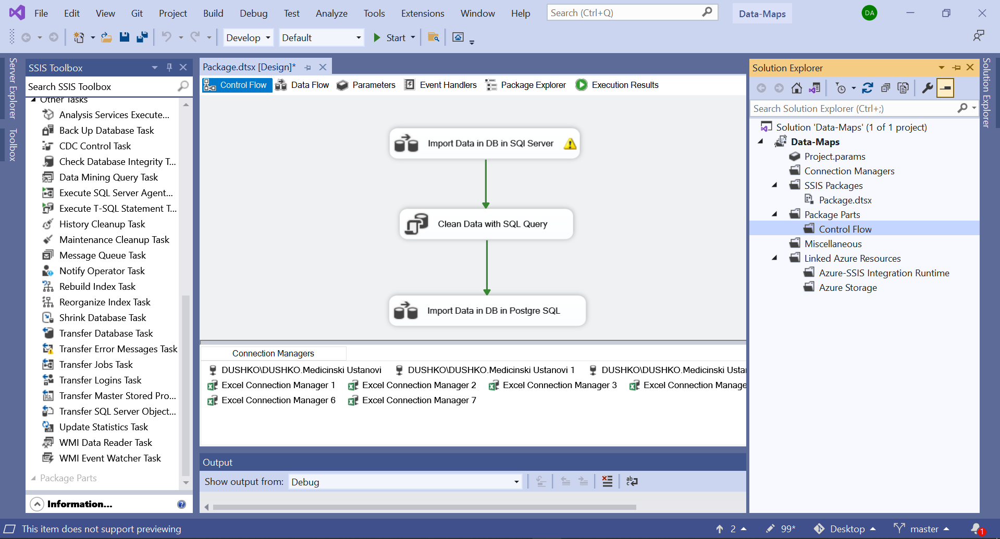 File Edit View Git Project Build Debug Test Analyze Tools Extensions Window Help Search (Ctrl+Q) Data-Maps DA
Develop Default Start
Server Explorer
Toolbox
SSIS Toolbox
Search SSIS Toolbox
Other Tasks
Analysis Services Execute...
Back Up Database Task
CDC Control Task
Check Database Integrity T...
Data Mining Query Task
Execute SQL Server Agent...
Execute T-SQL Statement T...
History Cleanup Task
Maintenance Cleanup Task
Message Queue Task
Notify Operator Task
Rebuild Index Task
Reorganize Index Task
Shrink Database Task
Transfer Database Task
Transfer Error Messages Task
Transfer Jobs Task
Transfer Logins Task
Transfer Master Stored Pro...
Transfer SQL Server Object...
Update Statistics Task
WMI Data Reader Task
WMI Event Watcher Task
Package Parts
Information...
Package.dtsx [Design]*
Control Flow Data Flow Parameters Event Handlers Package Explorer Execution Results
Import Data in DB in SQl Server
Clean Data with SQL Query
Import Data in DB in Postgre SQL
Connection Managers
DUSHKO\DUSHKO.Medicinski Ustanovi DUSHKO\DUSHKO.Medicinski Ustanovi 1 DUSHKO\DUSHKO.Medicinski Usta
Excel Connection Manager 1 Excel Connection Manager 2 Excel Connection Manager 3 Excel Connection Manage
Excel Connection Manager 6 Excel Connection Manager 7
Output
Show output from: Debug
Solution Explorer
Search Solution Explorer (Ctrl+;)
Solution 'Data-Maps' (1 of 1 project)
Data-Maps
Project.params
Connection Managers
SSIS Packages
Package.dtsx
Package Parts
Control Flow
Miscellaneous
Linked Azure Resources
Azure-SSIS Integration Runtime
Azure Storage
Solution Explorer
This item does not support previewing 2 99* Desktop master 1